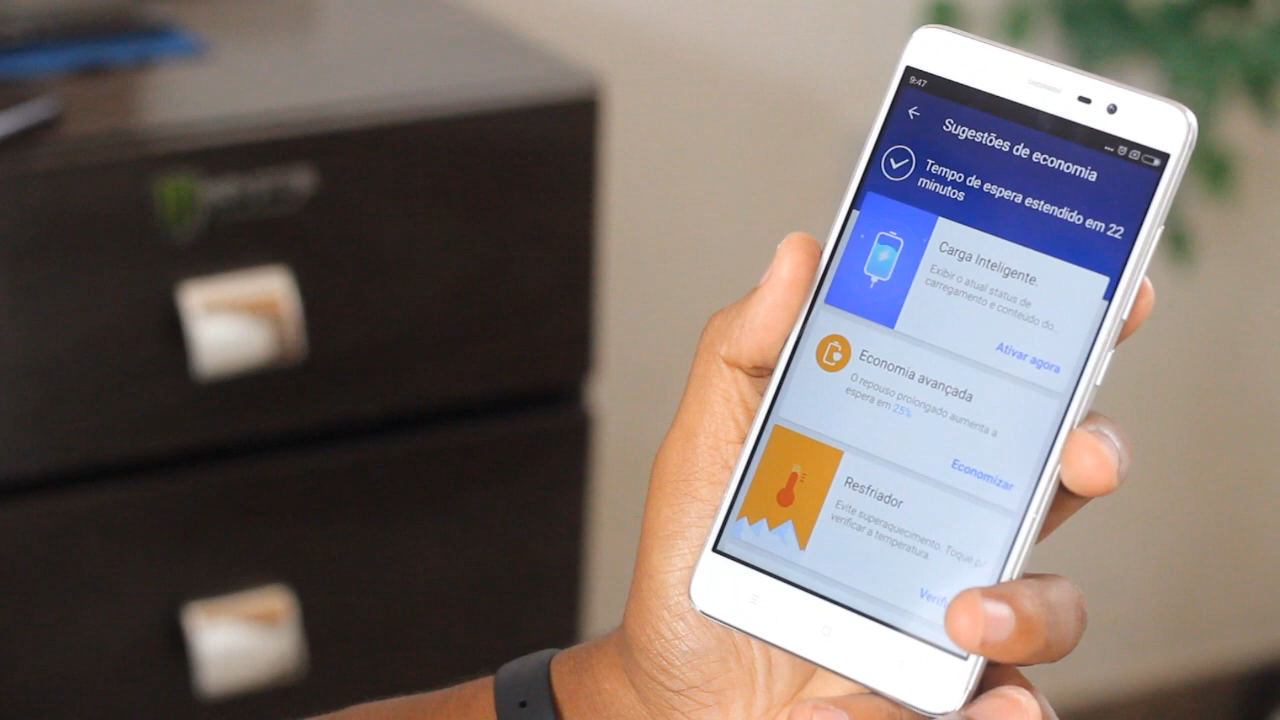 9:47
Sugestões de economia
Tempo de espera estendido em 22
minutos
Carga Inteligente.
Exibir o atual status de
carregamento e conteúdo do...
Ativar agora
Economia avançada
O repouso prolongado aumenta a
espera em 25%
Economizar
Resfriador
Evite superaquecimento. Toque p
verificar a temperatura